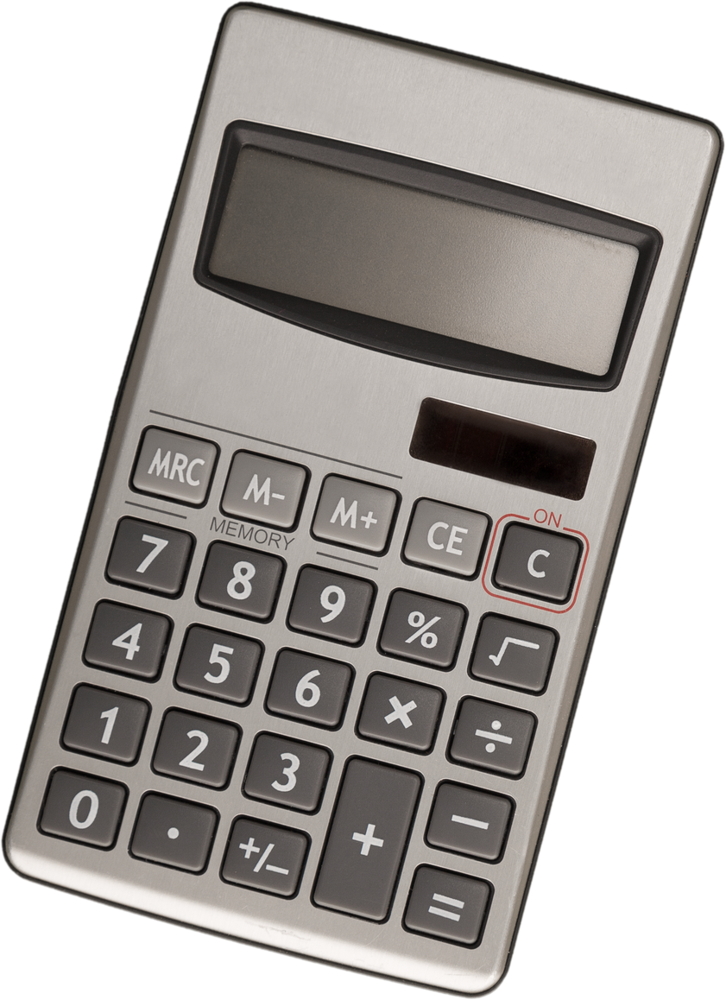 ON
MRC M- M+ CE C
MEMORY
7 8 9 % √
4 5 6 × ÷
1 2 3 + −
0 . +/− =